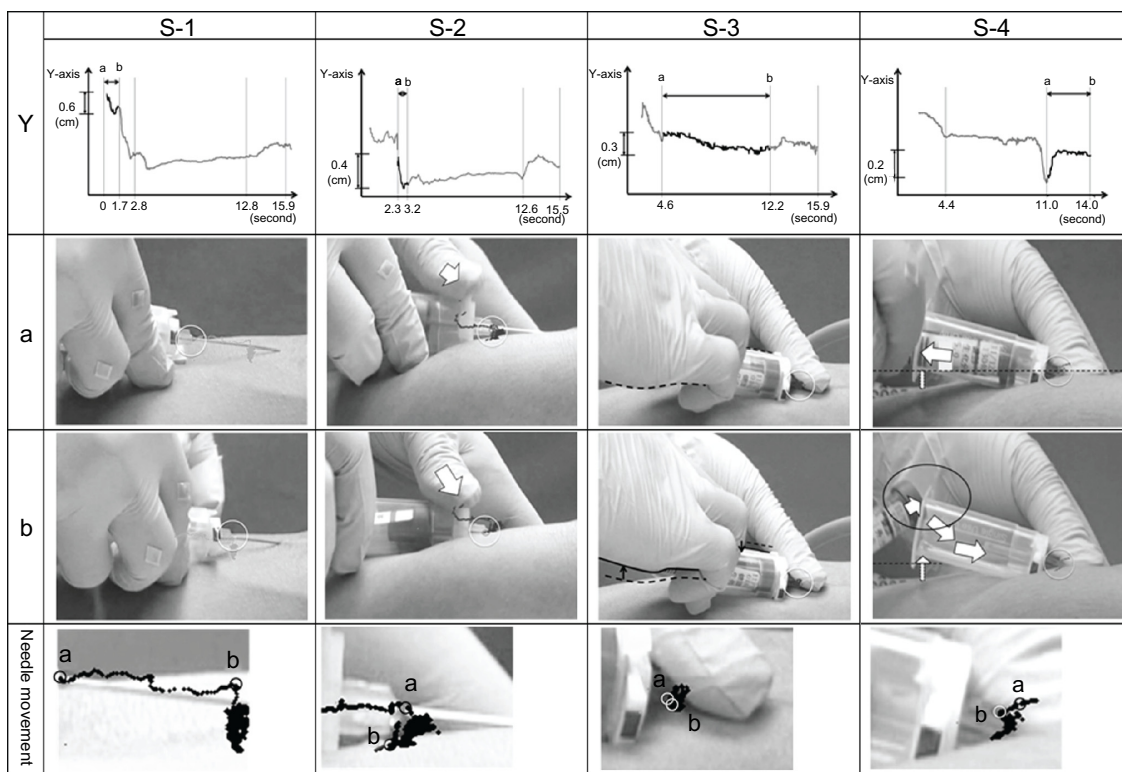 S-1 S-2 S-3 S-4
Y
Y-axis a b
0.6
(cm)
0 1.7 2.8 12.8 15.9
(second)
Y-axis a b
0.4
(cm)
2.3 3.2 12.6 15.5
(second)
Y-axis a b
0.3
(cm)
4.6 12.2 15.9
(second)
Y-axis a b
0.2
(cm)
4.4 11.0 14.0
(second)
a
b
Needle movement
a b
a
b
a
b
a
b